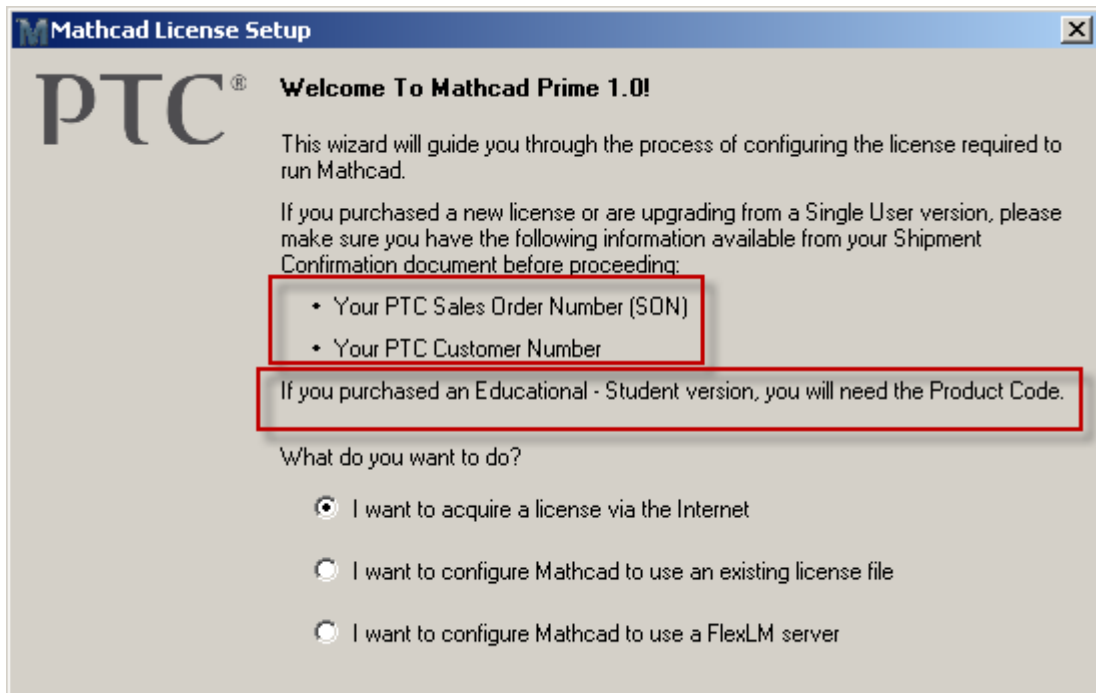 Mathcad License Setup
PTC®
Welcome To Mathcad Prime 1.0!
This wizard will guide you through the process of configuring the license required to
run Mathcad.
If you purchased a new license or are upgrading from a Single User version, please
make sure you have the following information available from your Shipment
Confirmation document before proceeding:
• Your PTC Sales Order Number (SON)
• Your PTC Customer Number
If you purchased an Educational - Student version, you will need the Product Code.
What do you want to do?
I want to acquire a license via the Internet
I want to configure Mathcad to use an existing license file
I want to configure Mathcad to use a FlexLM server